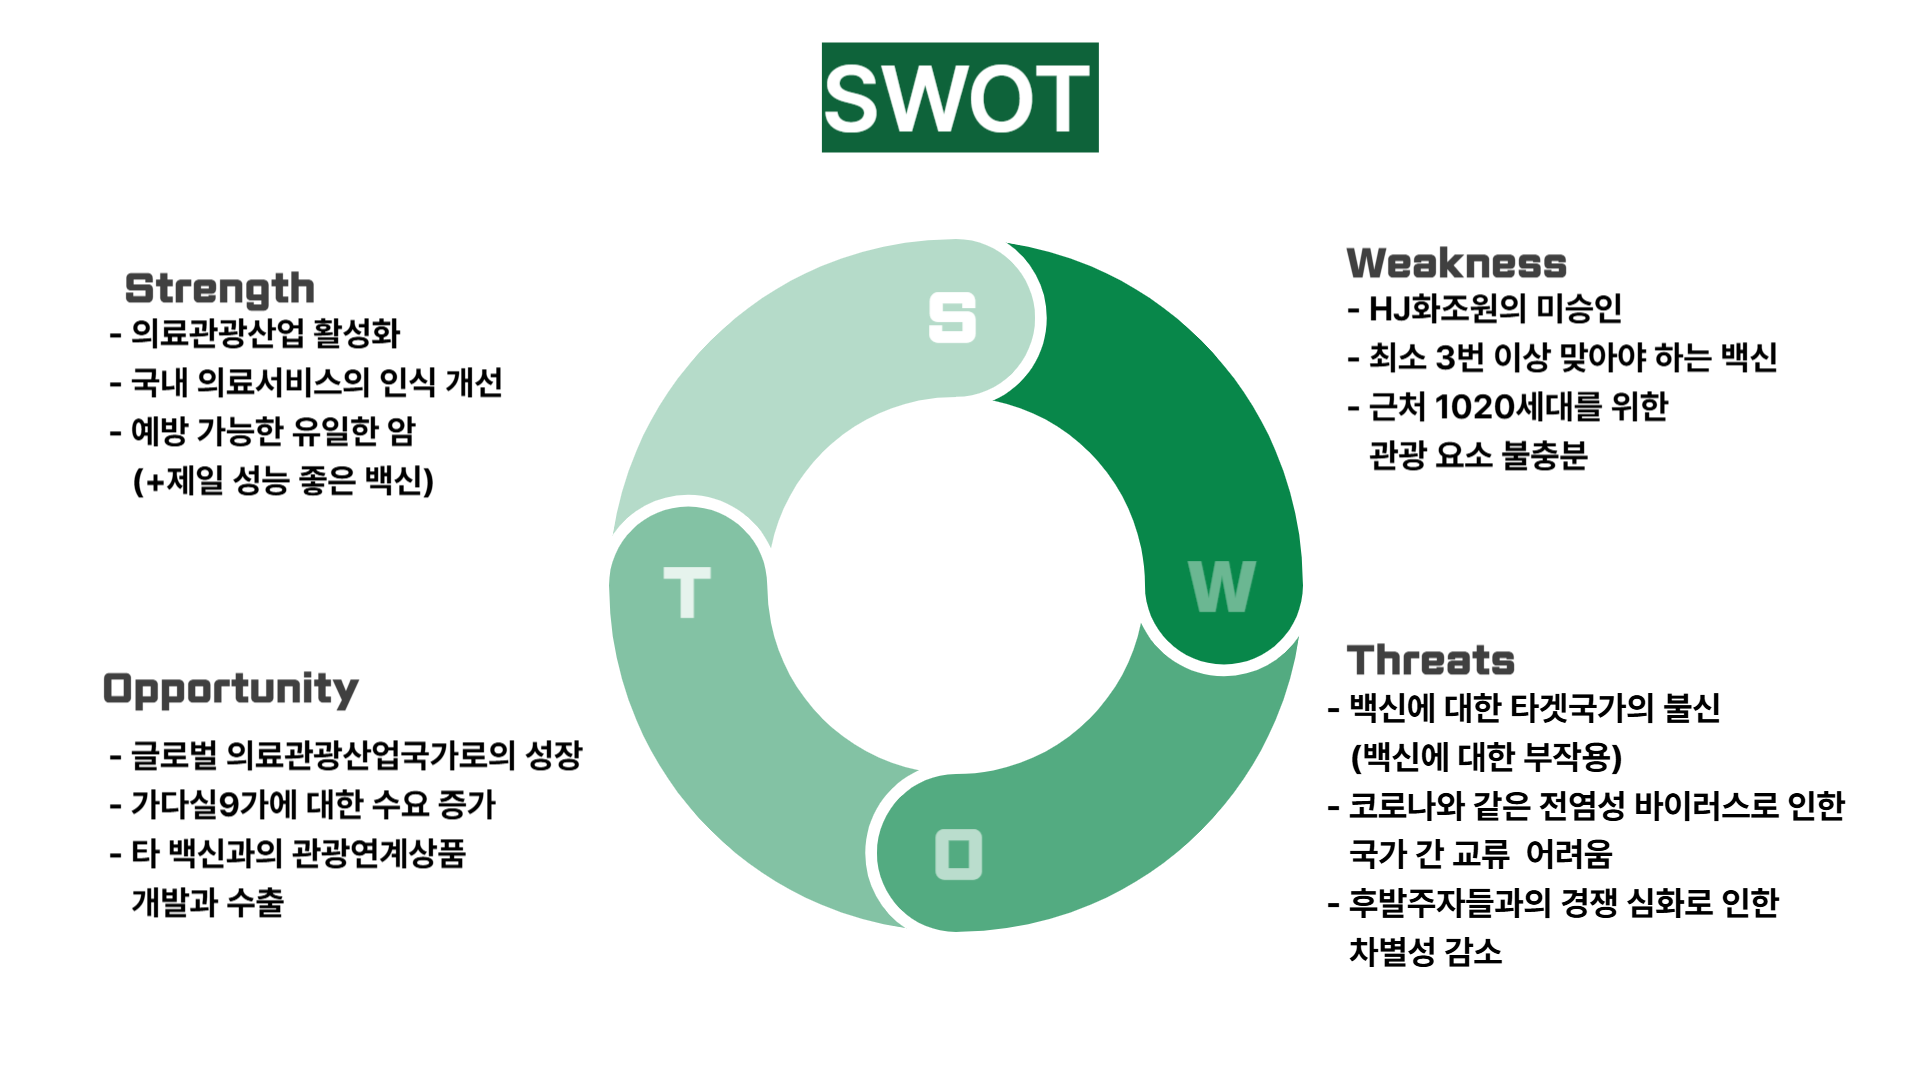 SWOT
Strength
- 의료관광산업 활성화
- 국내 의료서비스의 인식 개선
- 예방 가능한 유일한 암
(+제일 성능 좋은 백신)
Weakness
- HJ화조원의 미승인
- 최소 3번 이상 맞아야 하는 백신
- 근처 1020세대를 위한
관광 요소 불충분
S
W
T
O
Opportunity
- 글로벌 의료관광산업국가로의 성장
- 가다실9가에 대한 수요 증가
- 타 백신과의 관광연계상품
개발과 수출
Threats
- 백신에 대한 타겟국가의 불신
(백신에 대한 부작용)
- 코로나와 같은 전염성 바이러스로 인한
국가 간 교류 어려움
- 후발주자들과의 경쟁 심화로 인한
차별성 감소